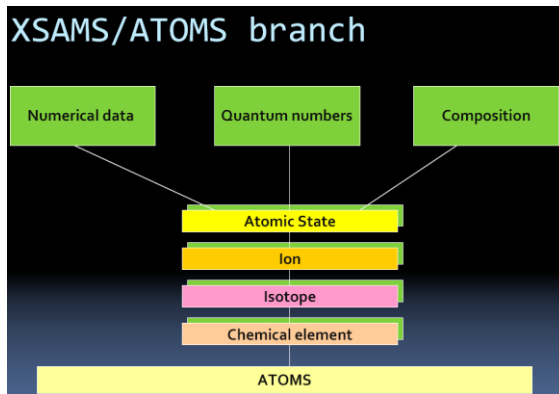 XSAMS/ATOMS branch
Numerical data
Quantum numbers
Composition
Atomic State
Ion
Isotope
Chemical element
ATOMS